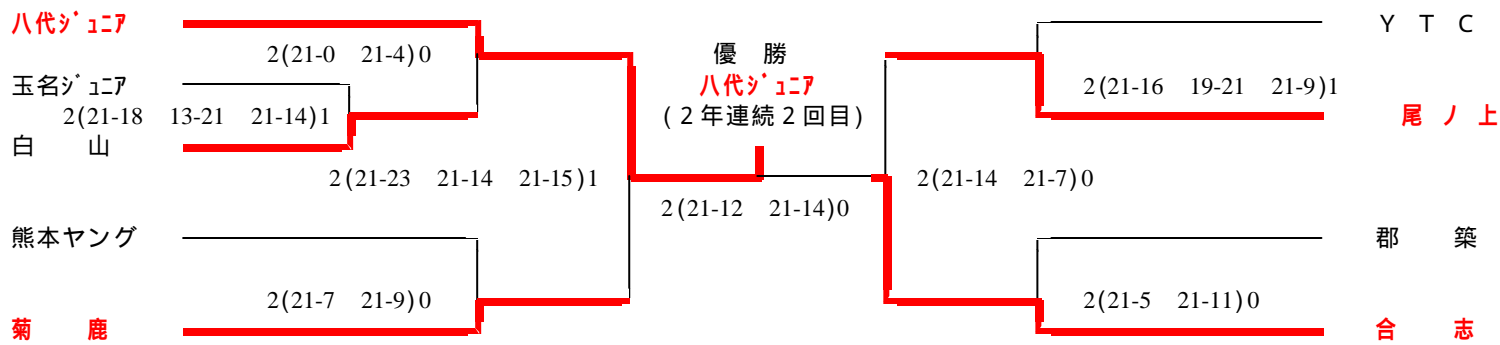 八代ｼﾞｭﾆｱ
2(21-0 21-4)0
玉名ｼﾞｭﾆｱ
2(21-18 13-21 21-14)1
白 山
2(21-23 21-14 21-15)1
熊本ヤング
2(21-7 21-9)0
菊 鹿
優 勝
八代ｼﾞｭﾆｱ
(２年連続２回目)
2(21-12 21-14)0
Ｙ Ｔ Ｃ
2(21-16 19-21 21-9)1
尾 ノ 上
2(21-14 21-7)0
郡 築
2(21-5 21-11)0
合 志